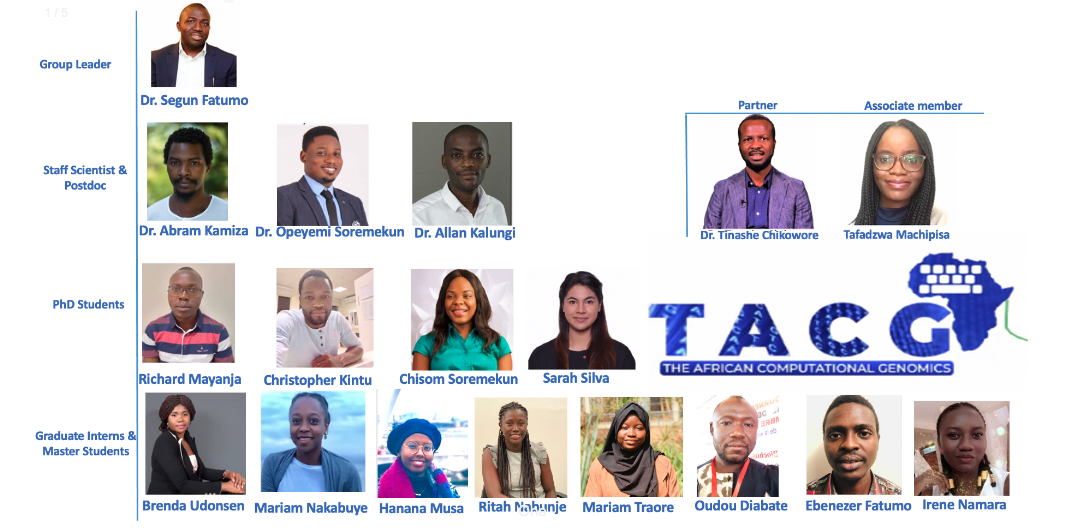 1 / 5
Group Leader
Dr. Segun Fatumo
Partner
Associate member
Staff Scientist &
Postdoc
Dr. Abram Kamiza
Dr. Opeyemi Soremekun
Dr. Allan Kalungi
Dr. Tinashe Chikowore
Tafadzwa Machipisa
PhD Students
Richard Mayanja
Christopher Kintu
Chisom Soremekun
Sarah Silva
TACG
THE AFRICAN COMPUTATIONAL GENOMICS
Graduate Interns &
Master Students
Brenda Udonsen
Mariam Nakabuye
Hanana Musa
Ritah Nabunje
Mariam Traore
Oudou Diabate
Ebenezer Fatumo
Irene Namara